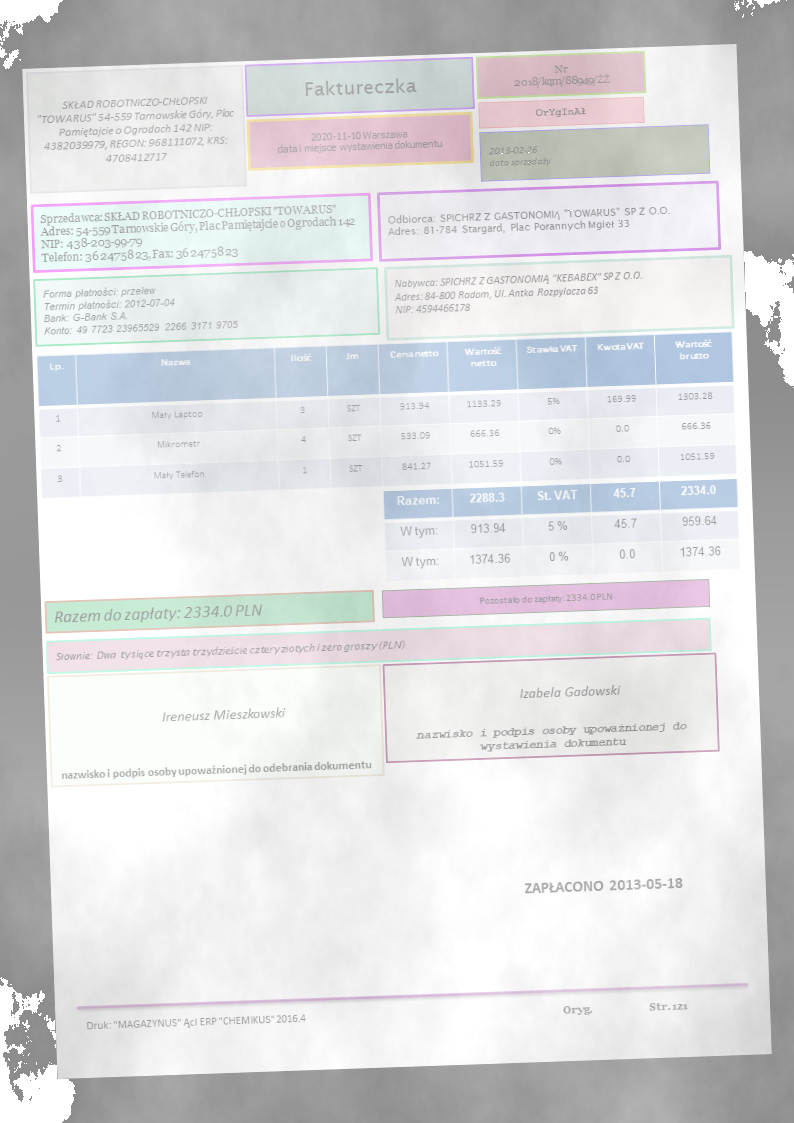 SKŁAD ROBOTNICZO-CHŁOPSKI
"TOWARUS" 54-559 Tarnowskie Góry, Plac
Pamiętajcie o Ogrodach 142 NIP:
4382039979, REGON: 968111072, KRS:
4708412717
Faktureczka
2020-11-10 Warszawa
data i miejsce wystawienia dokumentu
Nr
2018/kqm/88949/ŻŻ
OrYgInAł
data sprzedaży
Sprzedawca: SKŁAD ROBOTNICZO-CHŁOPSKI "TOWARUS"
Adres: 54-559 Tarnowskie Góry, Plac Pamiętajcie o Ogrodach 142
NIP: 438-203-99-79
Telefon: 362475823, Fax: 362475823
Odbiorca: SPICHRZ Z GASTONOMIĄ "TOWARUS" SP Z O.O.
Adres: 81-784 Stargard, Plac Porannych Mgieł 33
Forma płatności: przelew
Termin płatności: 2012-07-04
Bank: G-Bank S.A.
Konto: 49 7723 23965529 2266 3171 9705
Nabywca: SPICHRZ Z GASTONOMIĄ "KEBABEX" SP Z O.O.
Adres: 84-800 Radom, Ul. Antka Rozpylacza 63
NIP: 4594466178
Lp. Nazwa Ilość Jm Cena netto Wartość netto Stawka VAT Kwota VAT Wartość brutto
1 Mały Laptop 3 SZT 913.94 1133.29 5% 169.99 1303.28
2 Mikrometr 4 SZT 533.09 666.36 0% 0.0 666.36
3 Mały Telefon 1 SZT 841.27 1051.59 0% 0.0 1051.59
Razem: 2288.3 St. VAT 45.7 2334.0
W tym: 913.94 5 % 45.7 959.64
W tym: 1374.36 0 % 0.0 1374.36
Razem do zapłaty: 2334.0 PLN
Pozostało do zapłaty: 2334.0 PLN
Słownie: Dwa tysiące trzysta trzydzieście cztery złotych i zero groszy (PLN)
Ireneusz Mieszkowski
nazwisko i podpis osoby upoważnionej do odebrania dokumentu
Izabela Gadowski
nazwisko i podpis osoby upoważnionej do
wystawienia dokumentu
ZAPŁACONO 2013-05-18
Druk: "MAGAZYNUS" Ącl ERP "CHEMIKUS" 2016.4
Oryg.
Str. 1z1